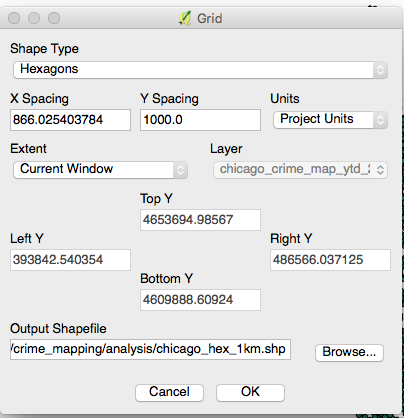 Grid
Shape Type
Hexagons
X Spacing Y Spacing Units
866.025403784 1000.0 Project Units
Extent Layer
Current Window chicago_crime_map_ytd_2
Top Y
4653694.98567
Left Y Right Y
393842.540354 486566.037125
Bottom Y
4609888.60924
Output Shapefile
/crime_mapping/analysis/chicago_hex_1km.shp Browse...
Cancel OK